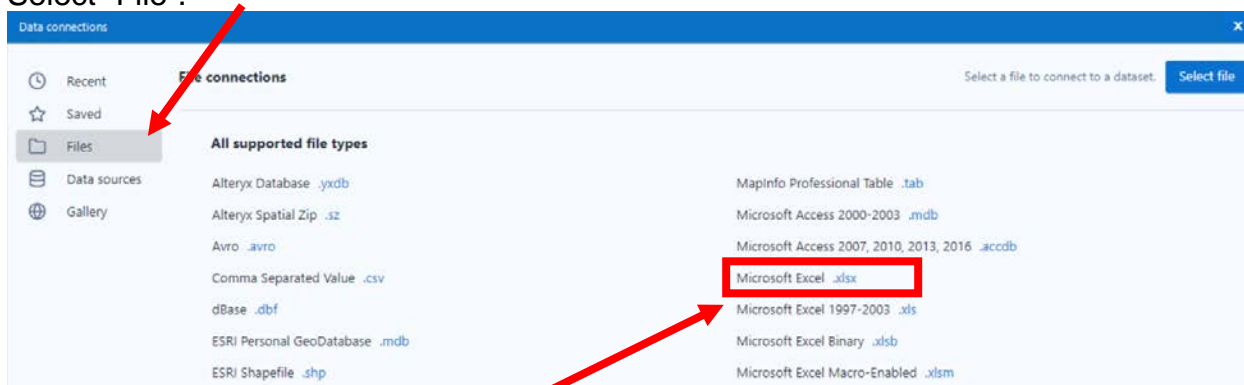 Select "File".
Data connections x
Recent
Saved
Files
Data sources
Gallery
File connections
Select a file to connect to a dataset. Select file
All supported file types
Alteryx Database .yxdb
Alteryx Spatial Zip .sz
Avro .avro
Comma Separated Value .csv
dBase .dbf
ESRI Personal GeoDatabase .mdb
ESRI Shapefile .shp
MapInfo Professional Table .tab
Microsoft Access 2000-2003 .mdb
Microsoft Access 2007, 2010, 2013, 2016 .accdb
Microsoft Excel .xlsx
Microsoft Excel 1997-2003 .xls
Microsoft Excel Binary .xlsb
Microsoft Excel Macro-Enabled .xlsm